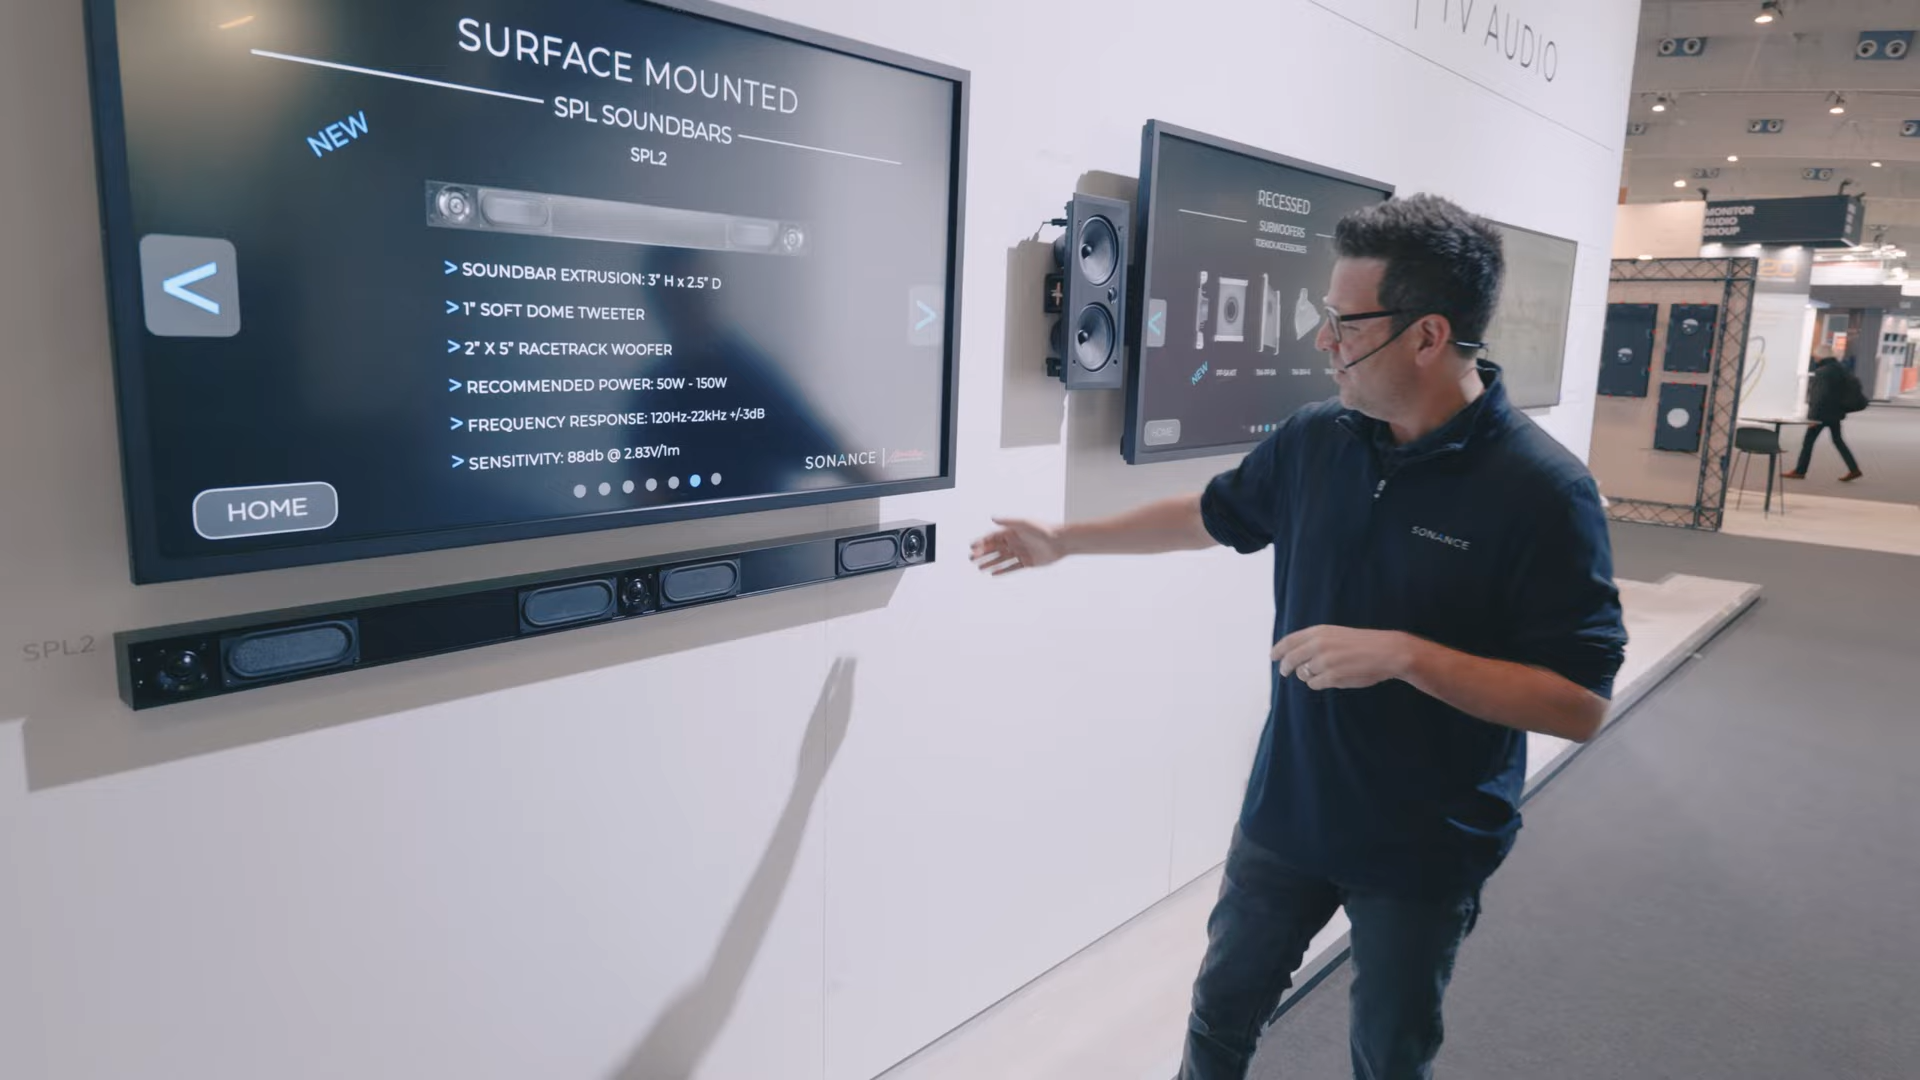 SURFACE MOUNTED
SPL SOUNDBARS
SPL2
NEW
<
>
> SOUNDBAR EXTRUSION: 3" H x 2.5" D
> 1" SOFT DOME TWEETER
> 2" X 5" RACETRACK WOOFER
> RECOMMENDED POWER: 50W - 150W
> FREQUENCY RESPONSE: 120Hz-22kHz +/-3dB
> SENSITIVITY: 88db @ 2.83V/1m
SONANCE |
HOME
SPL2
| TV AUDIO
RECESSED
SUBWOOFERS
<
NEW
HOME
SONANCE
MONITOR
AUDIO
GROUP